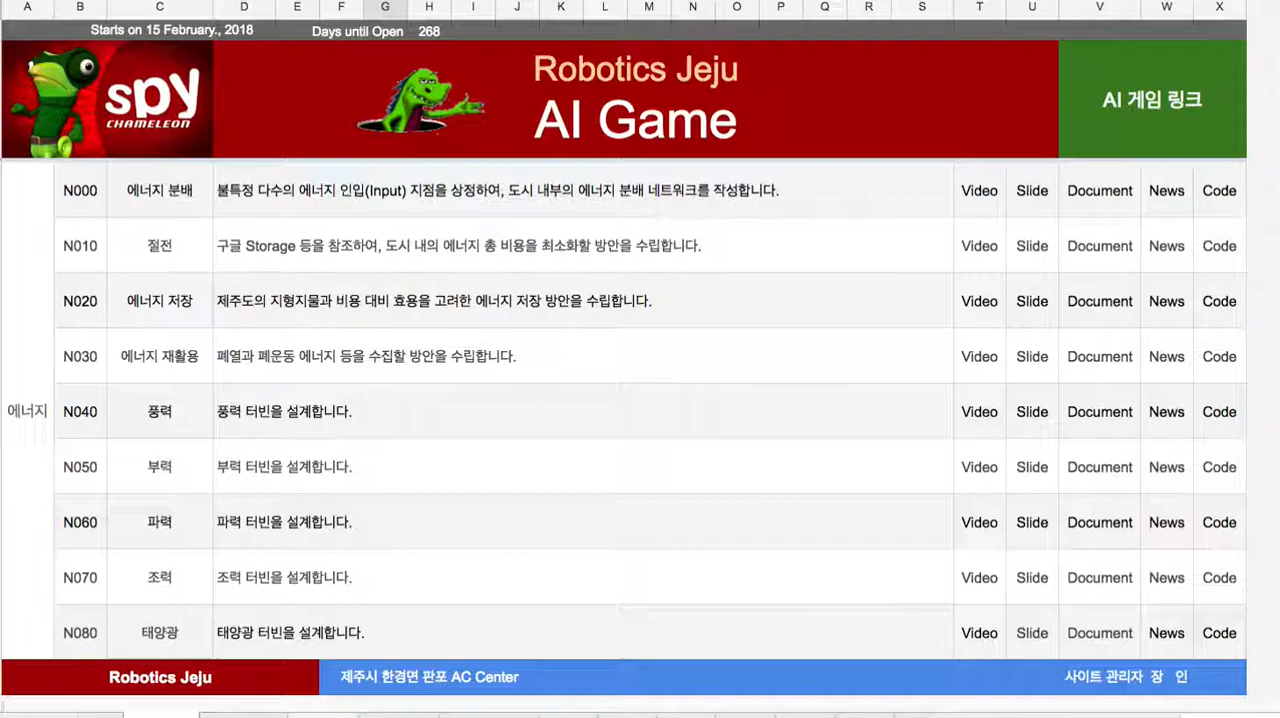 A B C D E F G H I J K L M N O P Q R S T U V W X
Starts on 15 February., 2018 Days until Open 268
spy
CHAMELEON
Robotics Jeju
AI Game
AI 게임 링크
에너지
N000 에너지 분배 불특정 다수의 에너지 인입(Input) 지점을 상정하여, 도시 내부의 에너지 분배 네트워크를 작성합니다. Video Slide Document News Code
N010 절전 구글 Storage 등을 참조하여, 도시 내의 에너지 총 비용을 최소화할 방안을 수립합니다. Video Slide Document News Code
N020 에너지 저장 제주도의 지형지물과 비용 대비 효용을 고려한 에너지 저장 방안을 수립합니다. Video Slide Document News Code
N030 에너지 재활용 폐열과 폐운동 에너지 등을 수집할 방안을 수립합니다. Video Slide Document News Code
N040 풍력 풍력 터빈을 설계합니다. Video Slide Document News Code
N050 부력 부력 터빈을 설계합니다. Video Slide Document News Code
N060 파력 파력 터빈을 설계합니다. Video Slide Document News Code
N070 조력 조력 터빈을 설계합니다. Video Slide Document News Code
N080 태양광 태양광 터빈을 설계합니다. Video Slide Document News Code
Robotics Jeju 제주시 한경면 판포 AC Center 사이트 관리자 장 인